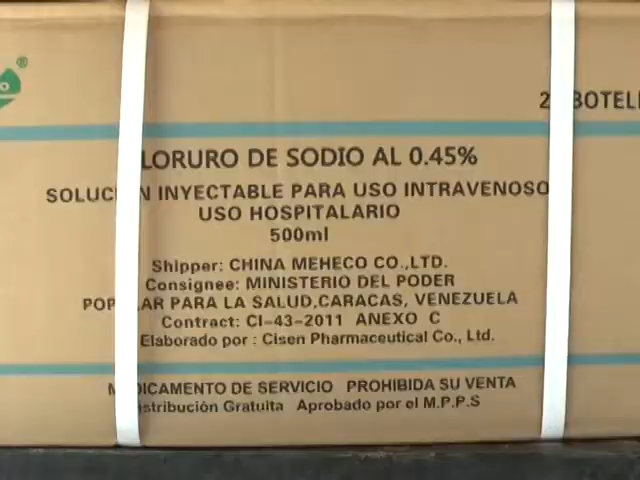 ®
2 BOTELL
LORURO DE SODIO AL 0.45%
SOLUC N INYECTABLE PARA USO INTRAVENOSO
USO HOSPITALARIO
500ml
Shipper: CHINA MEHECO CO.,LTD.
Consignee: MINISTERIO DEL PODER
POP AR PARA LA SALUD,CARACAS, VENEZUELA
Contract: CI-43-2011 ANEXO C
Elaborado por : Cisen Pharmaceutical Co., Ltd.
M DICAMENTO DE SERVICIO PROHIBIDA SU VENTA
istribución Gratuita Aprobado por el M.P.P.S